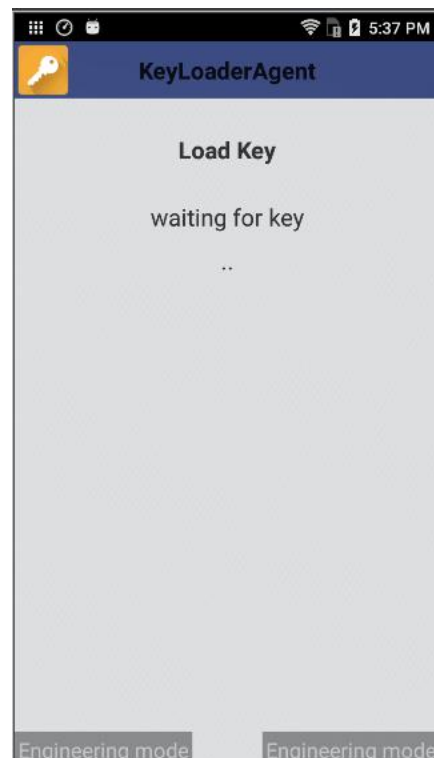 5:37 PM
KeyLoaderAgent
Load Key
waiting for key
..
Engineering mode Engineering mode